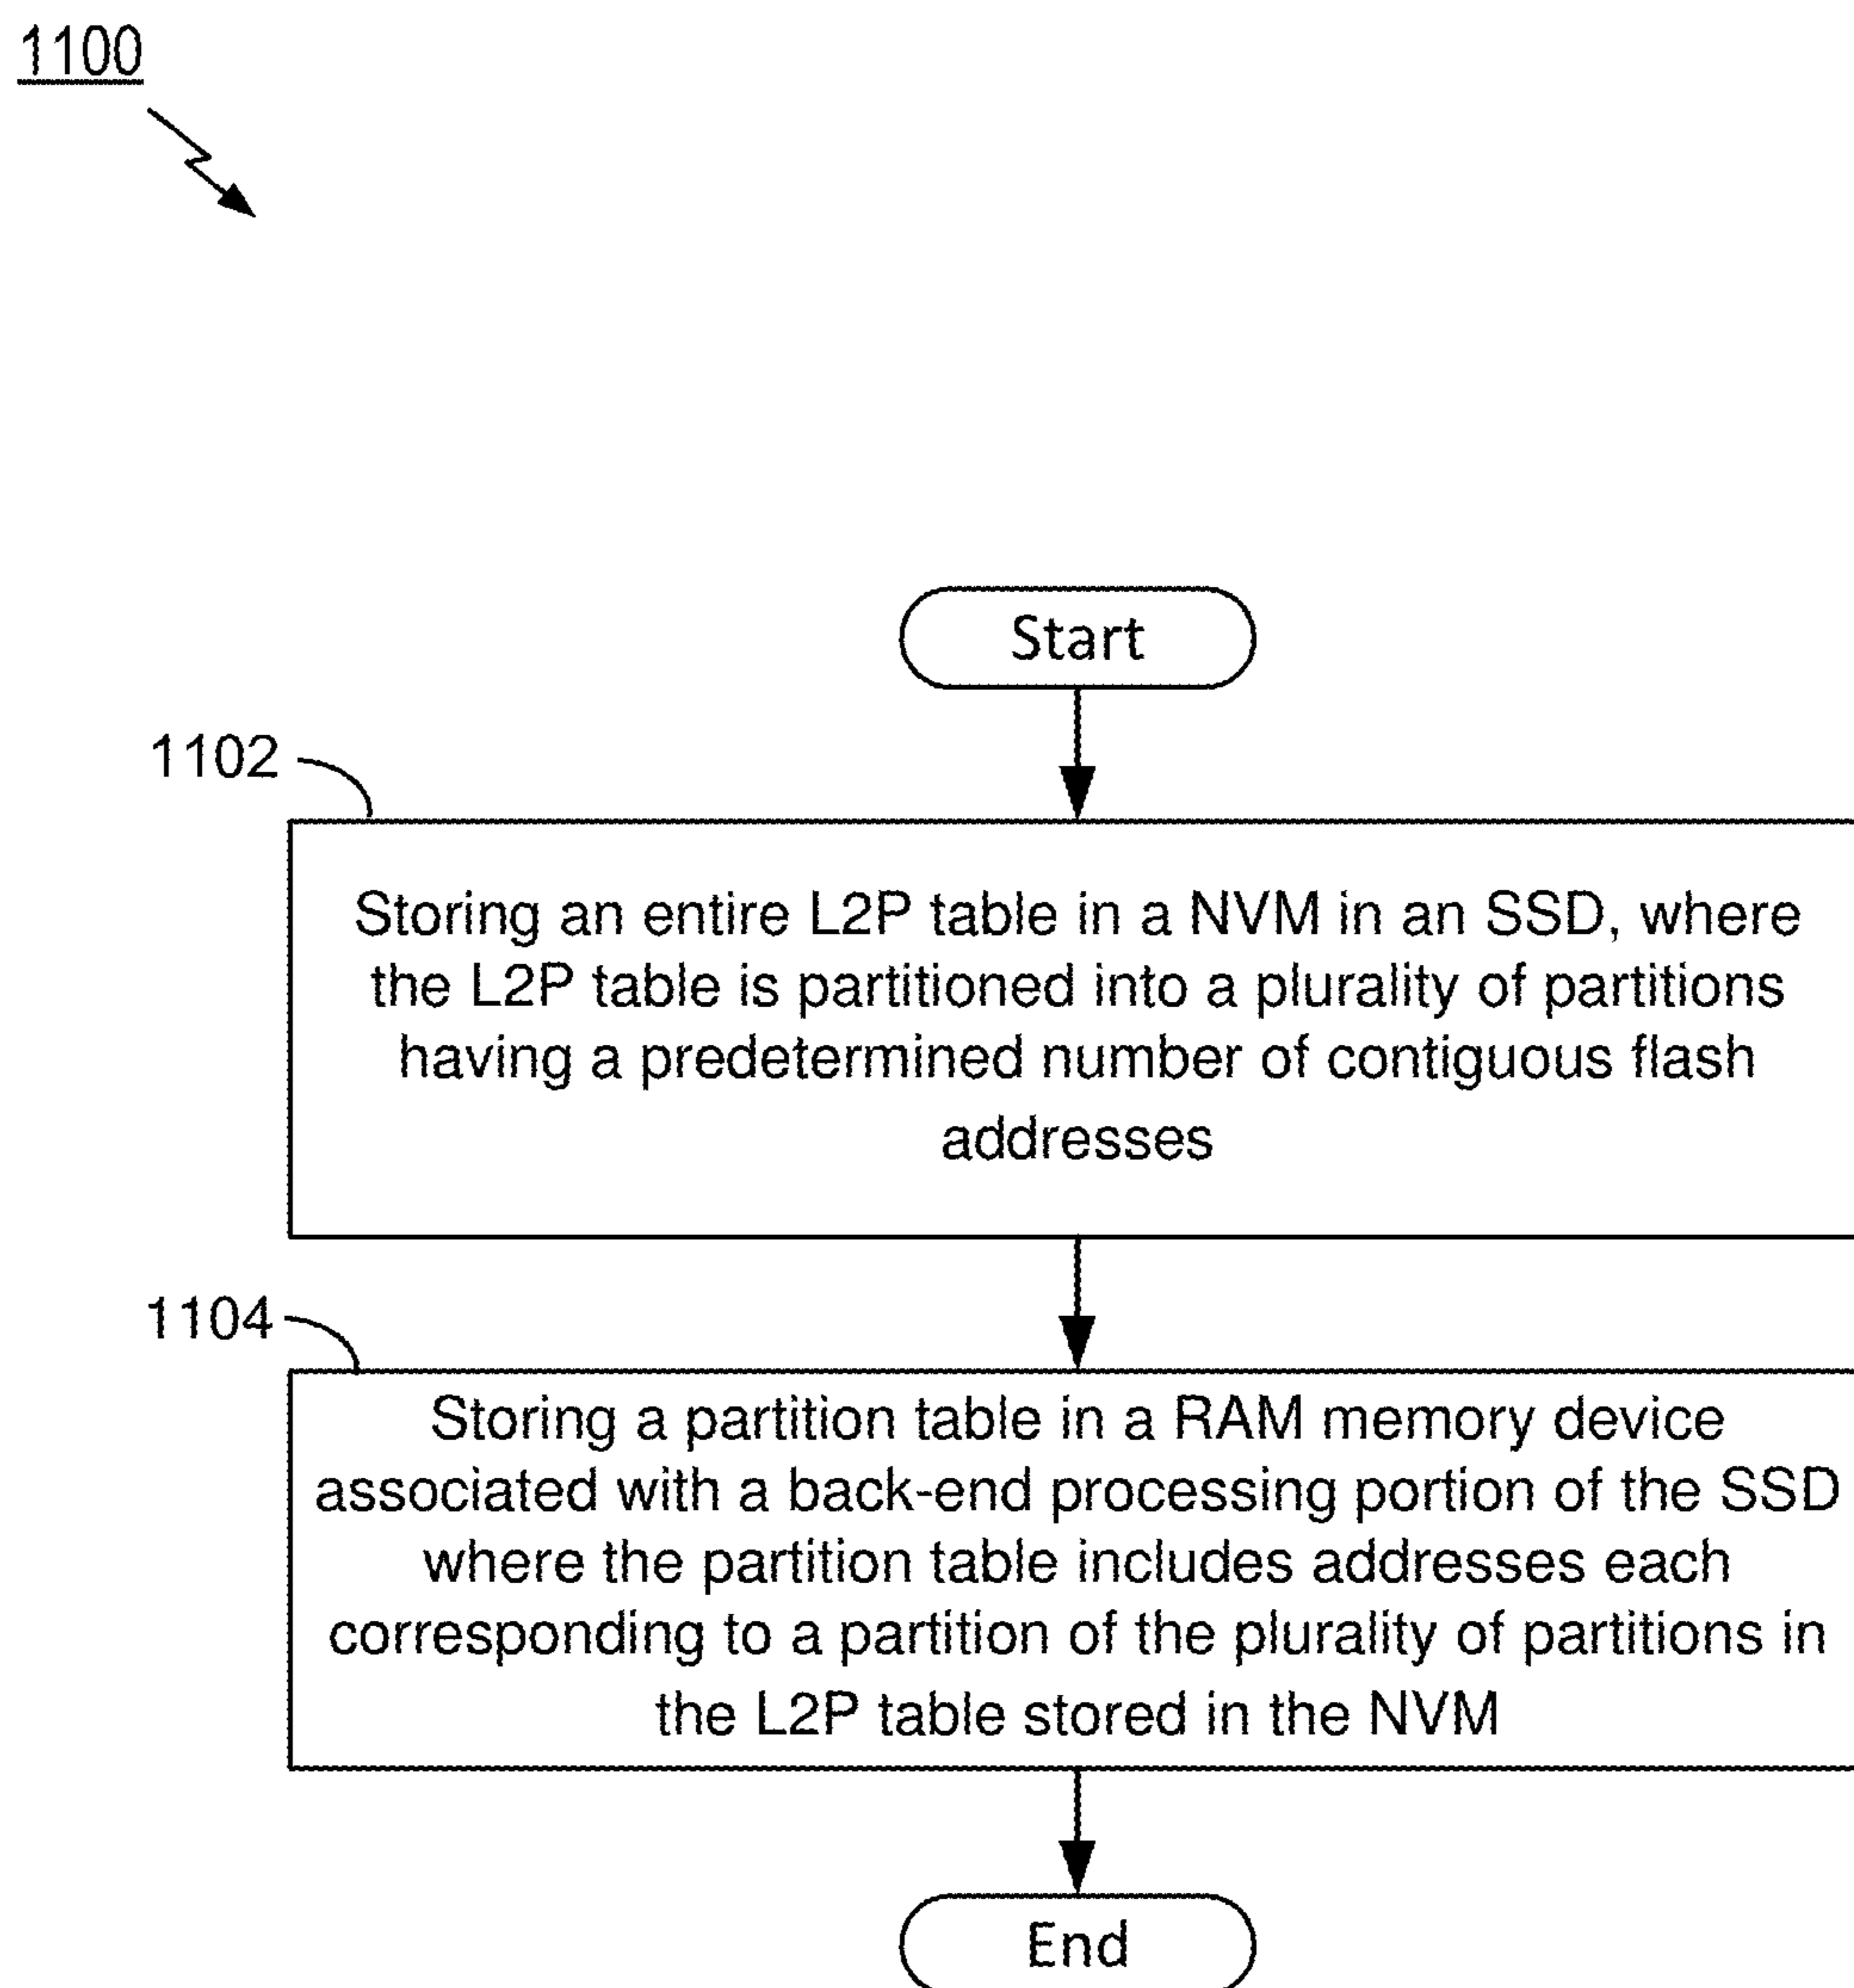 1100
Start
1102
Storing an entire L2P table in a NVM in an SSD, where
the L2P table is partitioned into a plurality of partitions
having a predetermined number of contiguous flash
addresses
1104
Storing a partition table in a RAM memory device
associated with a back-end processing portion of the SSD
where the partition table includes addresses each
corresponding to a partition of the plurality of partitions in
the L2P table stored in the NVM
End